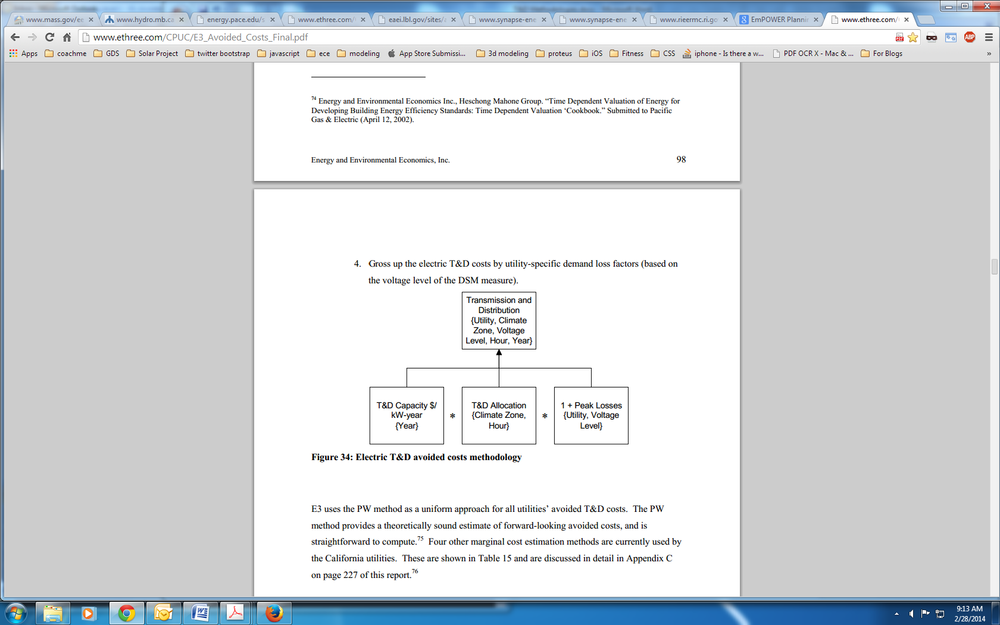 www.mass.gov/ee
www.hydro.mb.ca
energy.pace.edu/s
www.ethree.com/
eaei.lbl.gov/sites/
www.synapse-ene
www.synapse-ene
www.rieermc.ri.go
EmPOWER Plannin
www.ethree.com/
www.ethree.com/CPUC/E3_Avoided_Costs_Final.pdf
ABP
Apps
coachme
GDS
Solar Project
twitter bootstrap
javascript
ece
modeling
App Store Submissi...
3d modeling
proteus
iOS
Fitness
CSS
iphone - Is there a w...
PDF OCR X - Mac & ...
For Blogs
»
74 Energy and Environmental Economics Inc., Heschong Mahone Group. “Time Dependent Valuation of Energy for
Developing Building Energy Efficiency Standards: Time Dependent Valuation ‘Cookbook.” Submitted to Pacific
Gas & Electric (April 12, 2002).
Energy and Environmental Economics, Inc.
98
4. Gross up the electric T&D costs by utility-specific demand loss factors (based on
the voltage level of the DSM measure).
Transmission and
Distribution
{Utility, Climate
Zone, Voltage
Level, Hour, Year}
T&D Capacity $/
kW-year
{Year}
*
T&D Allocation
{Climate Zone,
Hour}
*
1 + Peak Losses
{Utility, Voltage
Level}
Figure 34: Electric T&D avoided costs methodology
E3 uses the PW method as a uniform approach for all utilities’ avoided T&D costs. The PW
method provides a theoretically sound estimate of forward-looking avoided costs, and is
straightforward to compute.75 Four other marginal cost estimation methods are currently used by
the California utilities. These are shown in Table 15 and are discussed in detail in Appendix C
on page 227 of this report.76
9:13 AM
2/28/2014